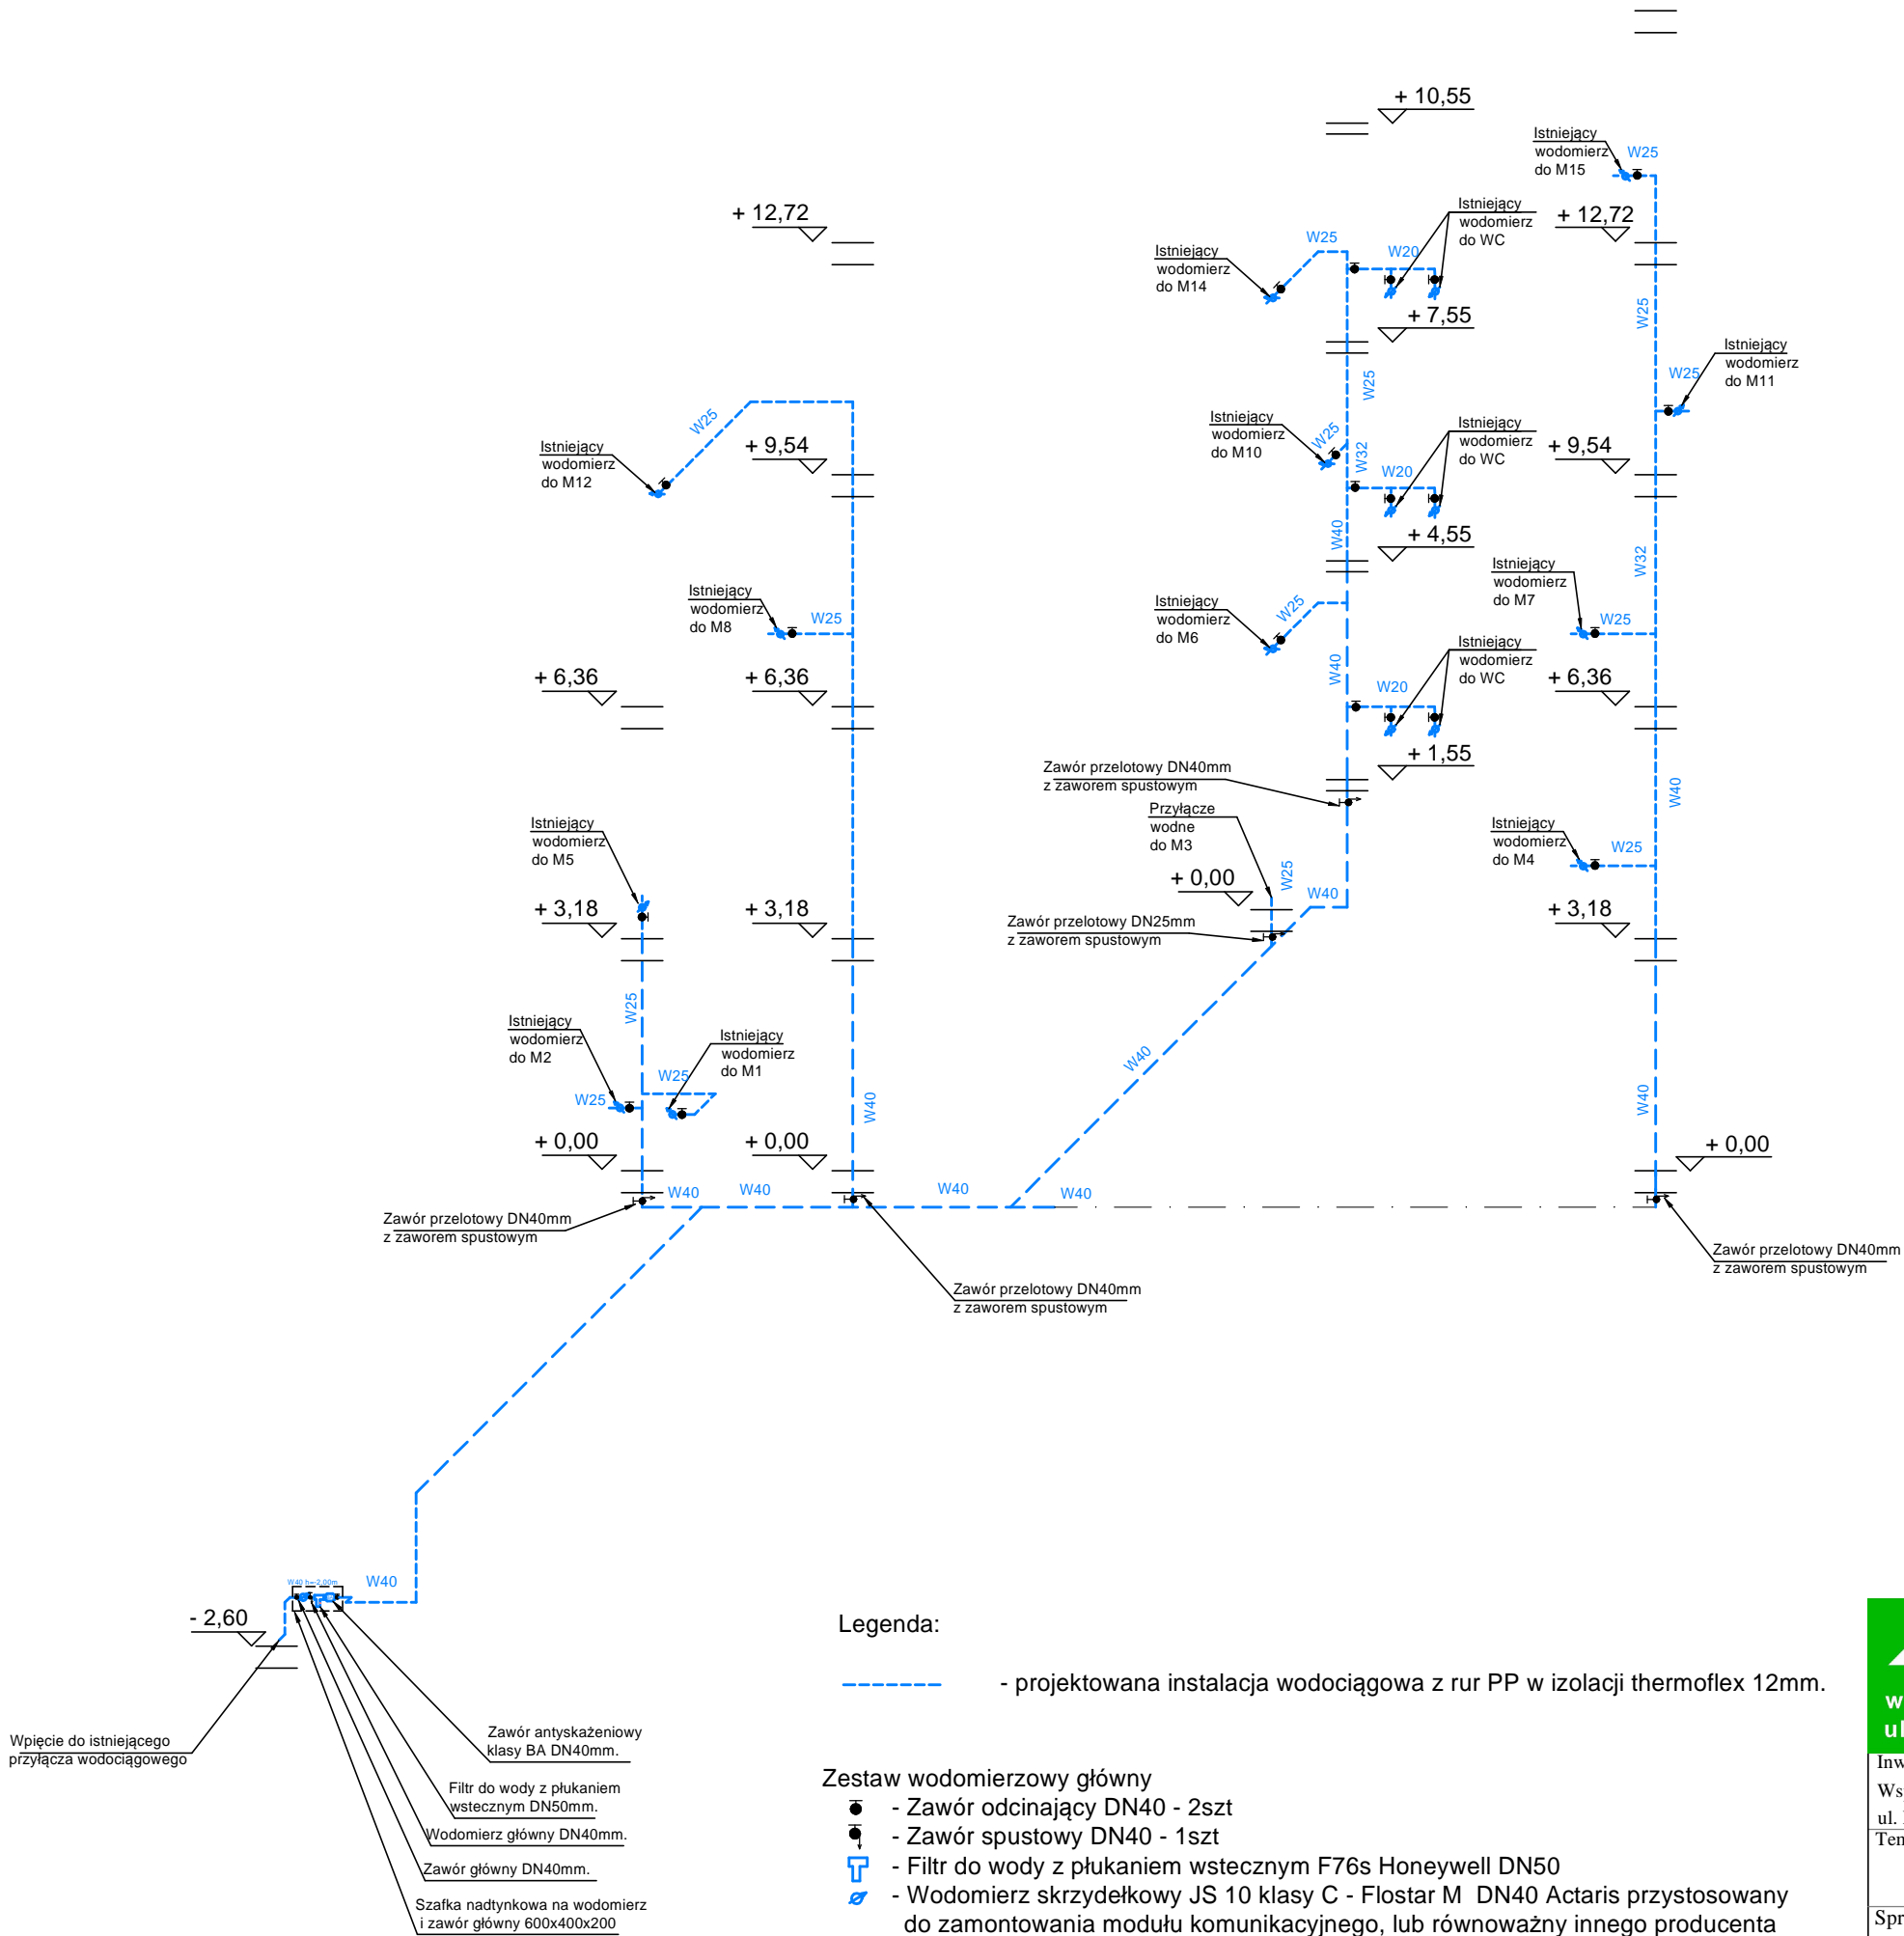 + 10,55
Istniejący
wodomierz
do M15
W25
+ 12,72
Istniejący
wodomierz
do WC
+ 12,72
W25
W20
Istniejący
wodomierz
do M14
+ 7,55
W25
Istniejący
wodomierz
do M11
W25
W25
W25
Istniejący
wodomierz
do M12
+ 9,54
Istniejący
wodomierz
do M10
W25
W32
W20
Istniejący
wodomierz
do WC
+ 9,54
W40
+ 4,55
W32
Istniejący
wodomierz
do M8
W25
Istniejący
wodomierz
do M6
W25
Istniejący
wodomierz
do M7
W25
+ 6,36
+ 6,36
W40
W20
Istniejący
wodomierz
do WC
+ 6,36
+ 1,55
Zawór przelotowy DN40mm
z zaworem spustowym
W40
Istniejący
wodomierz
do M5
Przyłącze
wodne
do M3
Istniejący
wodomierz
do M4
W25
+ 0,00
W25
W40
+ 3,18
+ 3,18
Zawór przelotowy DN25mm
z zaworem spustowym
+ 3,18
W25
Istniejący
wodomierz
do M2
Istniejący
wodomierz
do M1
W25
W25
W40
W40
W40
+ 0,00
+ 0,00
+ 0,00
W40
W40
W40
W40
Zawór przelotowy DN40mm
z zaworem spustowym
Zawór przelotowy DN40mm
z zaworem spustowym
Zawór przelotowy DN40mm
z zaworem spustowym
W40 h=-2,00m
W40
- 2,60
Wpięcie do istniejącego
przyłącza wodociągowego
Zawór antyskażeniowy
klasy BA DN40mm.
Filtr do wody z płukaniem
wstecznym DN50mm.
Wodomierz główny DN40mm.
Zawór główny DN40mm.
Szafka nadtynkowa na wodomierz
i zawór główny 600x400x200
Legenda:
- projektowana instalacja wodociągowa z rur PP w izolacji thermoflex 12mm.
Zestaw wodomierzowy główny
- Zawór odcinający DN40 - 2szt
- Zawór spustowy DN40 - 1szt
- Filtr do wody z płukaniem wstecznym F76s Honeywell DN50
- Wodomierz skrzydełkowy JS 10 klasy C - Flostar M DN40 Actaris przystosowany
do zamontowania modułu komunikacyjnego, lub równoważny innego producenta
w
ul
Inw
Ws
ul.
Tem
Spr